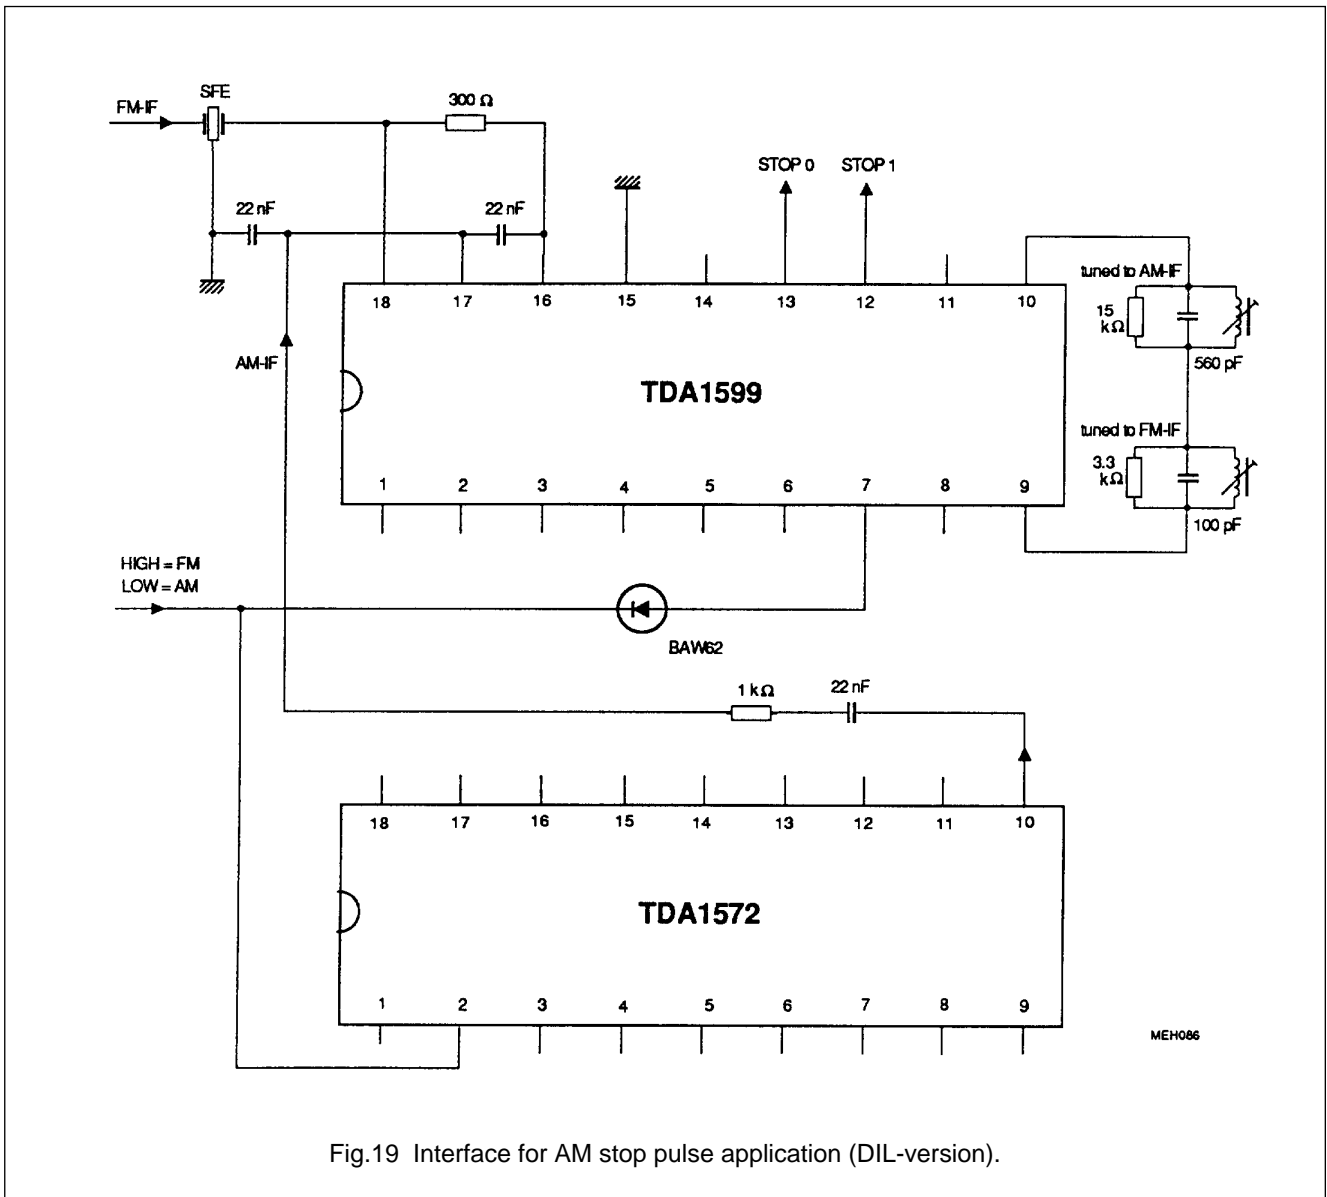 SFE
FM-IF
300 Ω
STOP 0 STOP 1
22 nF 22 nF
18 17 16 15 14 13 12 11 10
tuned to AM-IF
15 kΩ
560 pF
AM-IF
TDA1599
tuned to FM-IF
3.3 kΩ
100 pF
1 2 3 4 5 6 7 8 9
HIGH = FM
LOW = AM
BAW62
1 kΩ 22 nF
18 17 16 15 14 13 12 11 10
TDA1572
1 2 3 4 5 6 7 8 9
MEH086
Fig.19 Interface for AM stop pulse application (DIL-version).